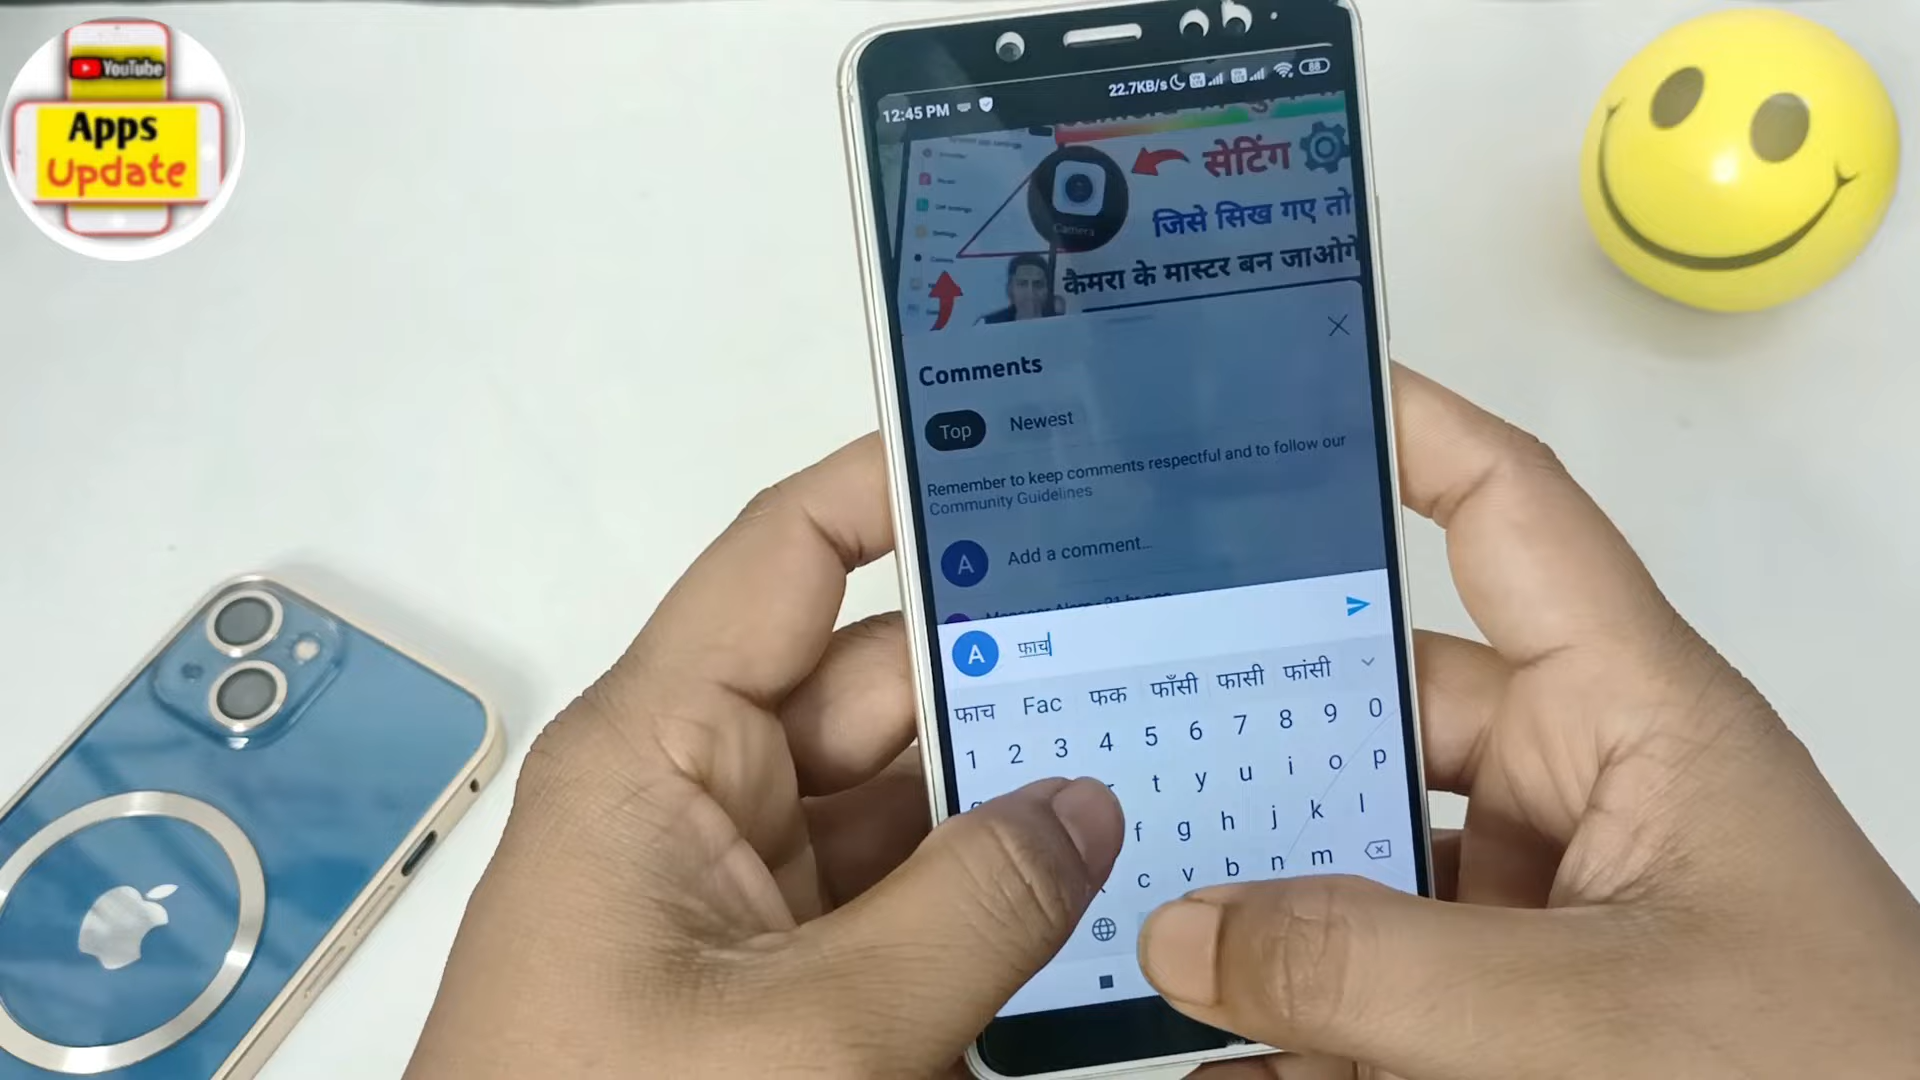 YouTube
Apps
Update
12:45 PM
22.7KB/s
88
सेटिंग
Camera
जिसे सिख गए तो
कैमरा के मास्टर बन जाओगे
Comments
Top Newest
Remember to keep comments respectful and to follow our
Community Guidelines
A Add a comment...
A फाच
फाच Fac फक फाँसी फासी फांसी
1 2 3 4 5 6 7 8 9 0
t y u i o p
f g h j k l
c v b n m